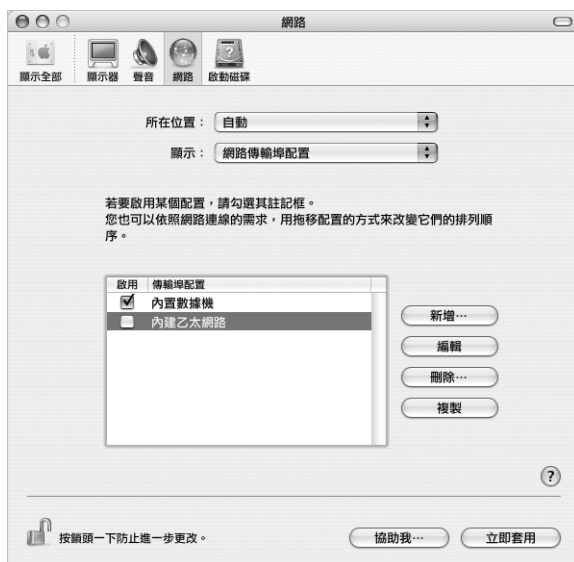 網路
顯示全部 顯示器 聲音 網路 啟動磁碟
所在位置： 自動
顯示： 網路傳輸埠配置
若要啟用某個配置，請勾選其註記框。
您也可以依照網路連線的需求，用拖移配置的方式來改變它們的排列順
序。
啟用 傳輸埠配置
內置數據機
內建乙太網路
新增…
編輯
刪除…
複製
?
按鎖頭一下防止進一步更改。
協助我… 立即套用